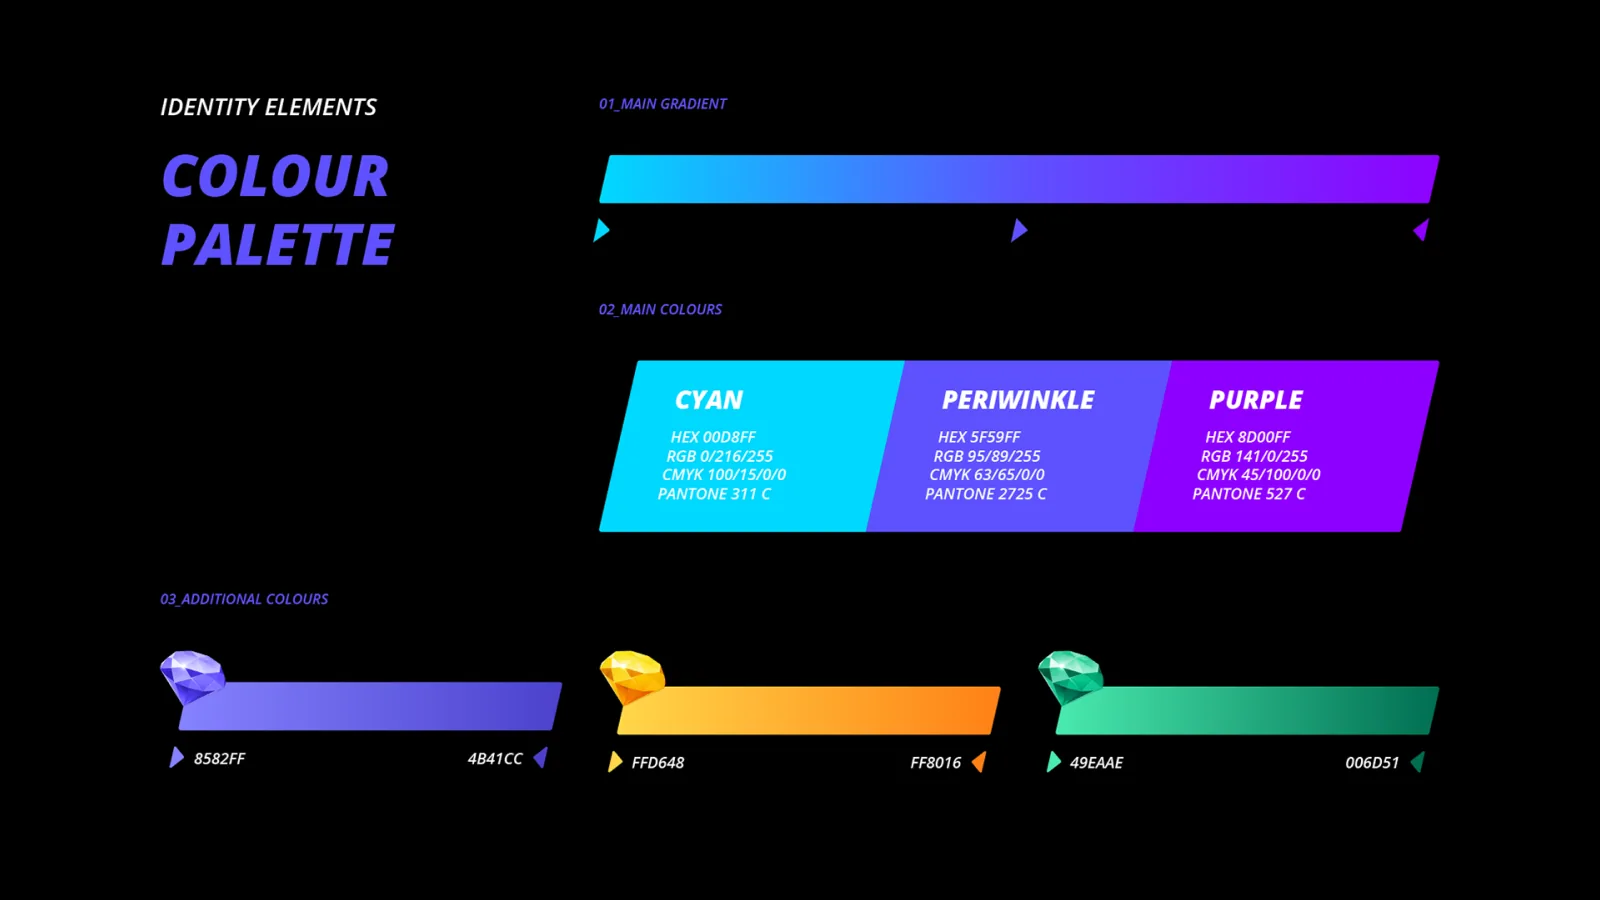 IDENTITY ELEMENTS
COLOUR
PALETTE
01_MAIN GRADIENT
02_MAIN COLOURS
CYAN
HEX 00D8FF
RGB 0/216/255
CMYK 100/15/0/0
PANTONE 311 C
PERIWINKLE
HEX 5F59FF
RGB 95/89/255
CMYK 63/65/0/0
PANTONE 2725 C
PURPLE
HEX 8D00FF
RGB 141/0/255
CMYK 45/100/0/0
PANTONE 527 C
03_ADDITIONAL COLOURS
8582FF
4B41CC
FFD648
FF8016
49EAAE
006D51